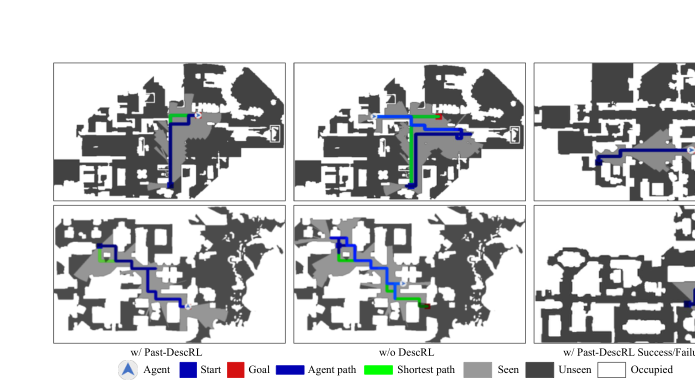 w/ Past-DescRL
w/o DescRL
w/ Past-DescRL Success/Failu
Agent
Start
Goal
Agent path
Shortest path
Seen
Unseen
Occupied